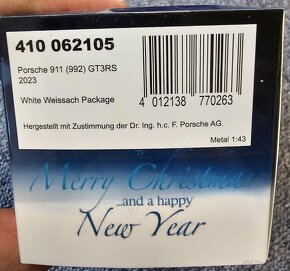 410 062105
Porsche 911 (992) GT3RS
2023
White Weissach Package
4 012138 770263
Hergestellt mit Zustimmung der Dr. Ing. h.c. F. Porsche AG.
Metal 1:43
Merry Christmas
...and a happy
New Year